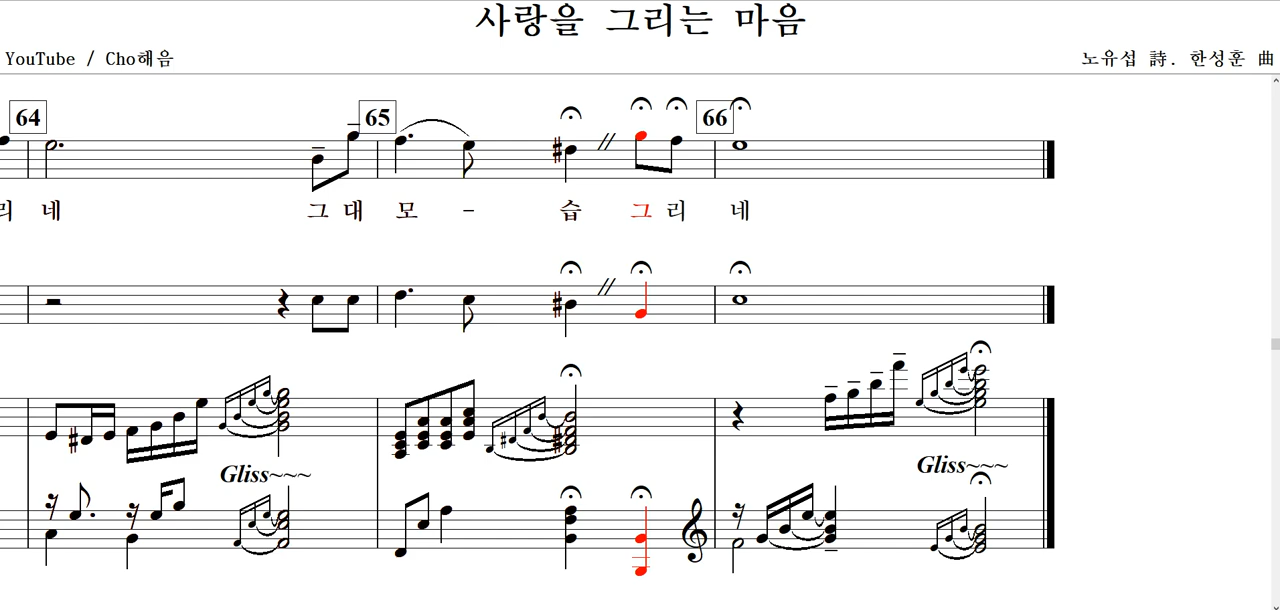 사랑을 그리는 마음
YouTube / Cho해음
노유섭 詩. 한성훈 曲
64 65 66
리 네 그 대 모 - 습 그 리 네
Gliss~~~
Gliss~~~